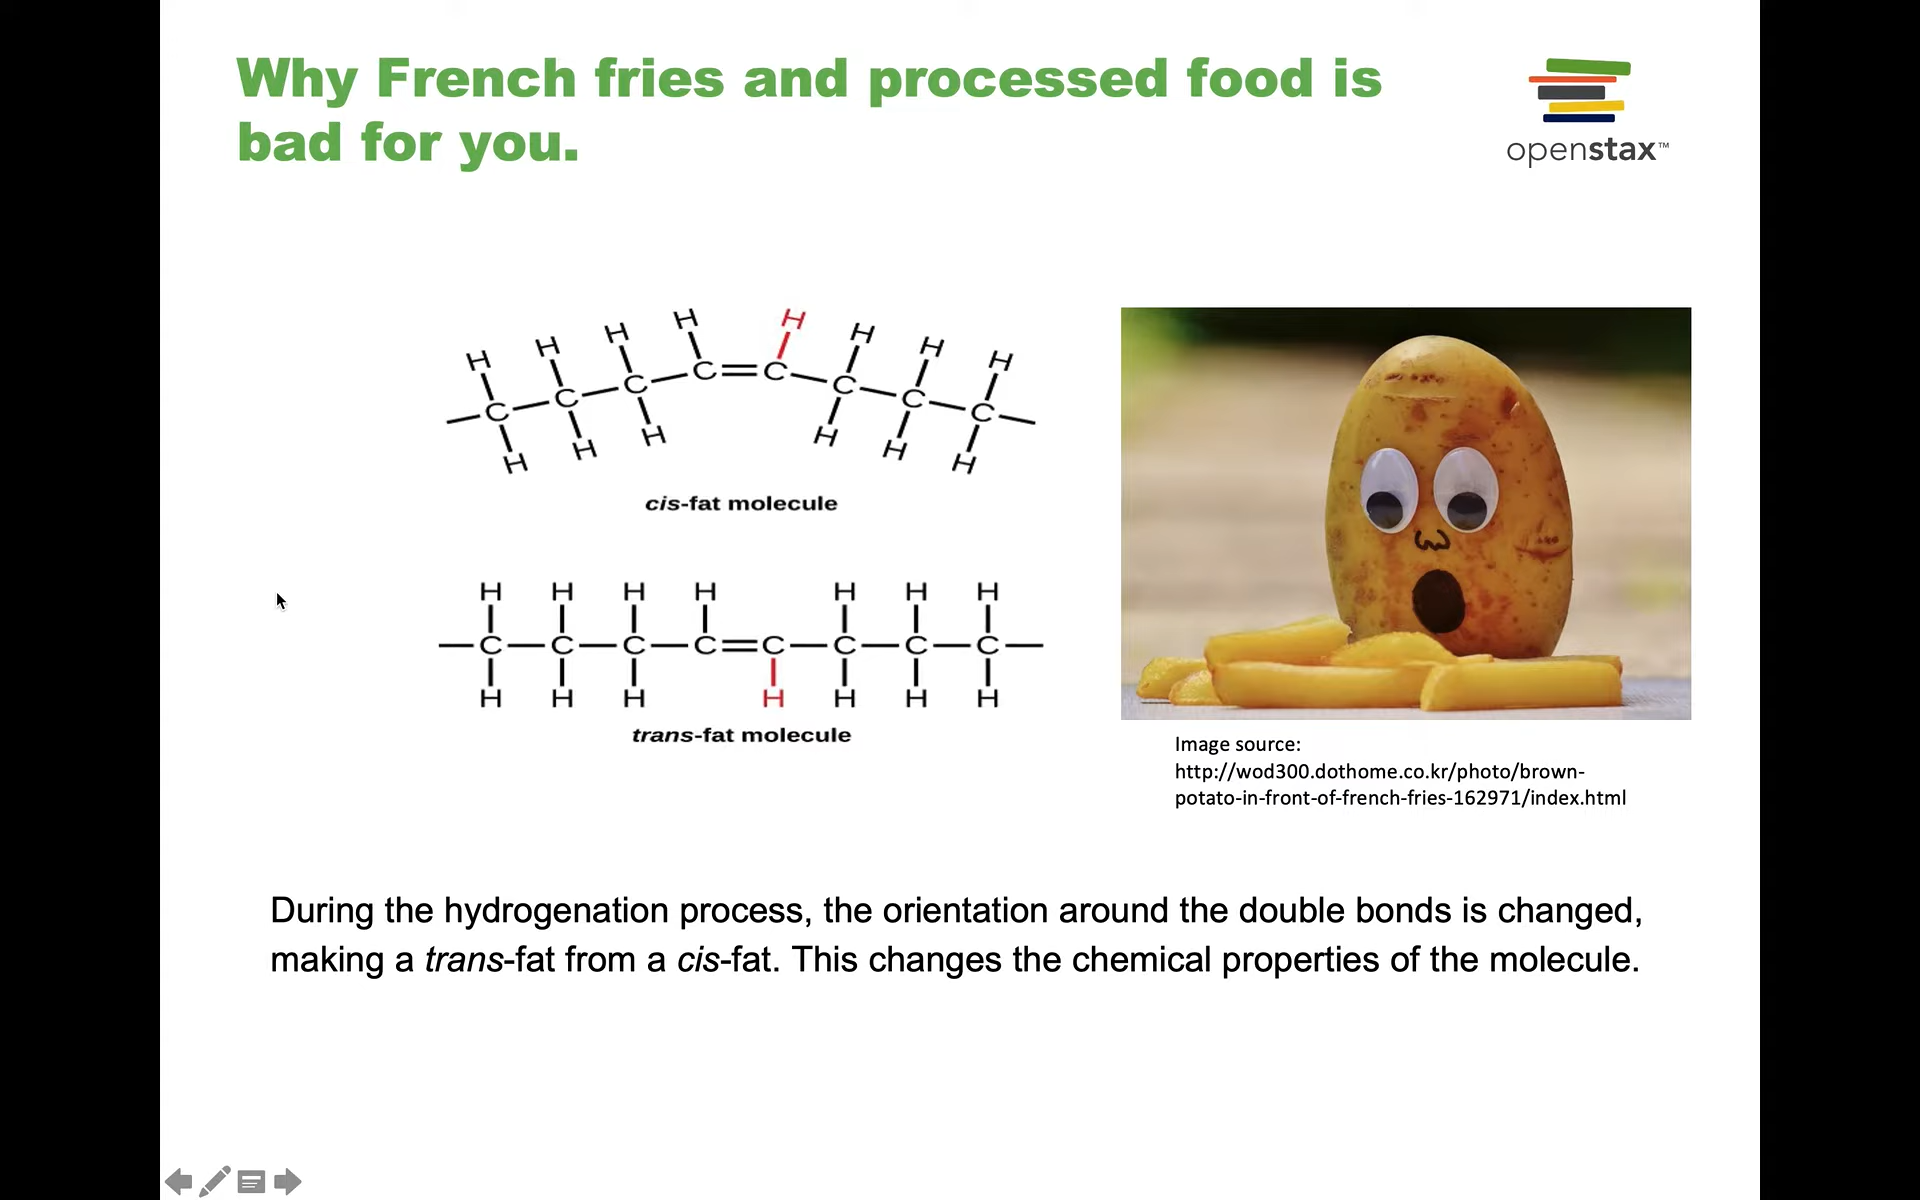 Why French fries and processed food is
bad for you.
openstax™
H H H H H H H H
C C C C=C C C C
H H H H H H
cis-fat molecule
H H H H H H H
C C C C=C C C C
H H H H H H H
trans-fat molecule
Image source:
http://wod300.dothome.co.kr/photo/brown-
potato-in-front-of-french-fries-162971/index.html
During the hydrogenation process, the orientation around the double bonds is changed,
making a trans-fat from a cis-fat. This changes the chemical properties of the molecule.